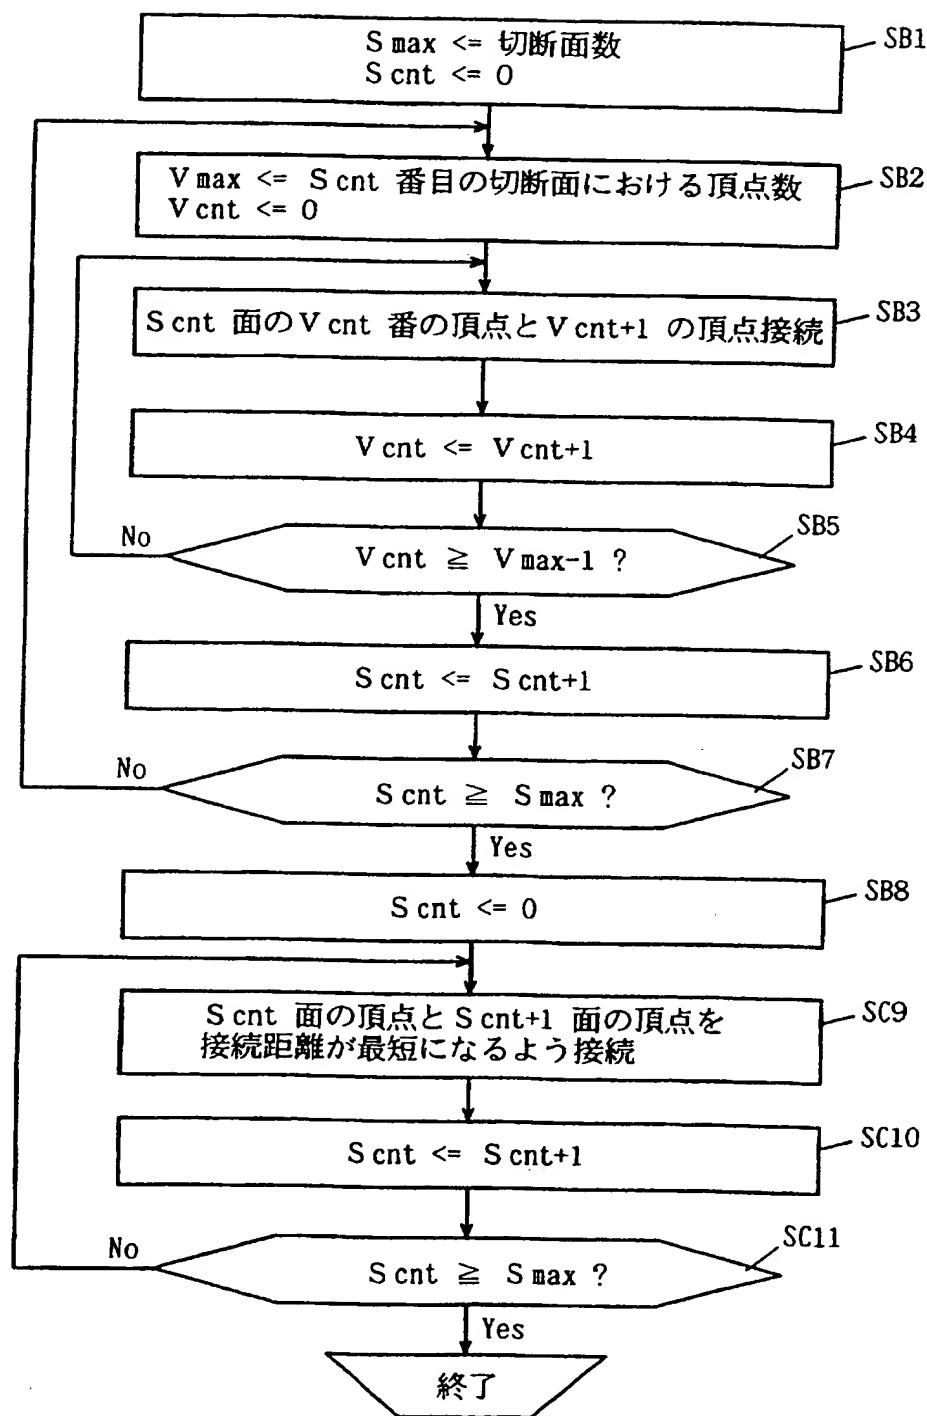 S max <= 切断面数
S cnt <= 0
SB1
V max <= S cnt 番目の切断面における頂点数
V cnt <= 0
SB2
S cnt 面のV cnt 番の頂点とV cnt+1 の頂点接続
SB3
V cnt <= V cnt+1
SB4
V cnt ≧ V max-1 ?
SB5
No
Yes
S cnt <= S cnt+1
SB6
S cnt ≧ S max ?
SB7
No
Yes
S cnt <= 0
SB8
S cnt 面の頂点とS cnt+1 面の頂点を
接続距離が最短になるよう接続
SC9
S cnt <= S cnt+1
SC10
S cnt ≧ S max ?
SC11
No
Yes
終了